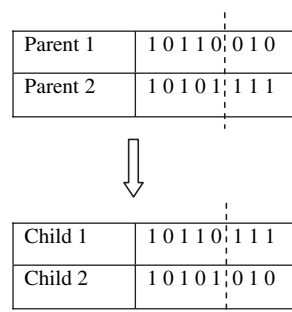 Parent 1 1 0 1 1 0 0 1 0
Parent 2 1 0 1 0 1 1 1 1
Child 1 1 0 1 1 0 1 1 1
Child 2 1 0 1 0 1 0 1 0